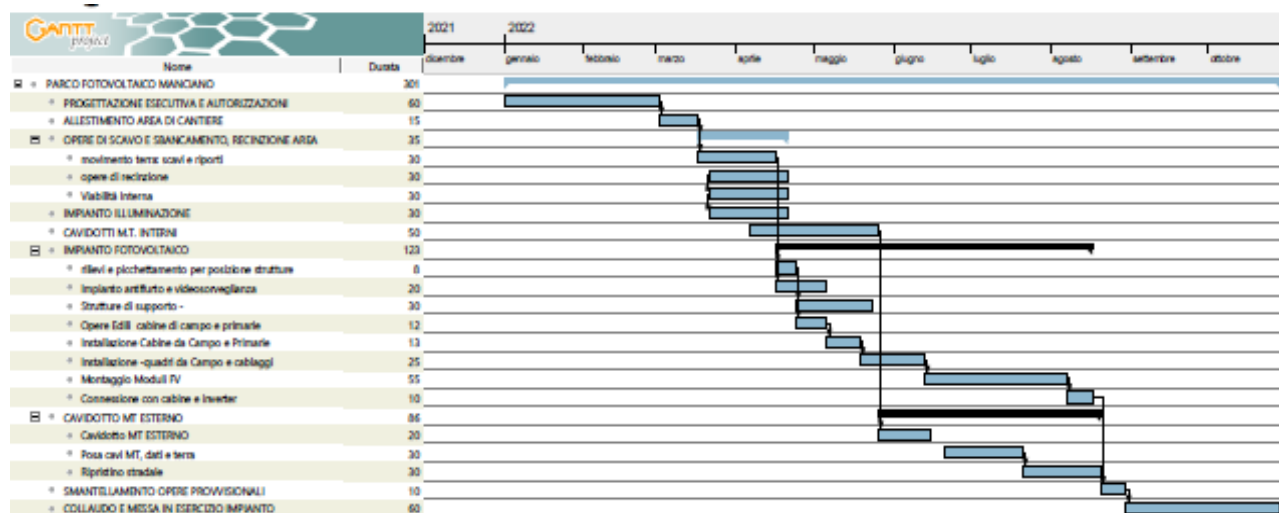 GANTT project
2021 2022
dicembre gennaio febbraio marzo aprile maggio giugno luglio agosto settembre ottobre
Nome Durata
PARCO FOTOVOLTAICO MANCIANO 301
PROGETTAZIONE ESECUTIVA E AUTORIZZAZIONI 60
ALLESTIMENTO AREA DI CANTIERE 15
OPERE DI SCAVO E SBANCAMENTO, RECINZIONE AREA 35
movimento terra: scavi e riporti 30
opere di recinzione 30
Viabilità Interna 30
IMPIANTO ILLUMINAZIONE 30
CAVIDOTTI M.T. INTERNI 50
IMPIANTO FOTOVOLTAICO 123
rilievi e picchettamento per posizione strutture 8
Impianto antifurto e videosorveglianza 20
Strutture di supporto - 30
Opere Edili cabine di campo e primarie 12
Installazione Cabine da Campo e Primarie 13
Installazione -quadri da Campo e cablaggi 25
Montaggio Moduli FV 55
Connessione con cabine e inverter 10
CAVIDOTTO MT ESTERNO 86
Cavidotto MT ESTERNO 20
Posa cavi MT, dati e terra 30
Ripristino stradale 30
SMANTELLAMENTO OPERE PROVVISIONALI 10
COLLAUDO E MESSA IN ESERCIZIO IMPIANTO 60